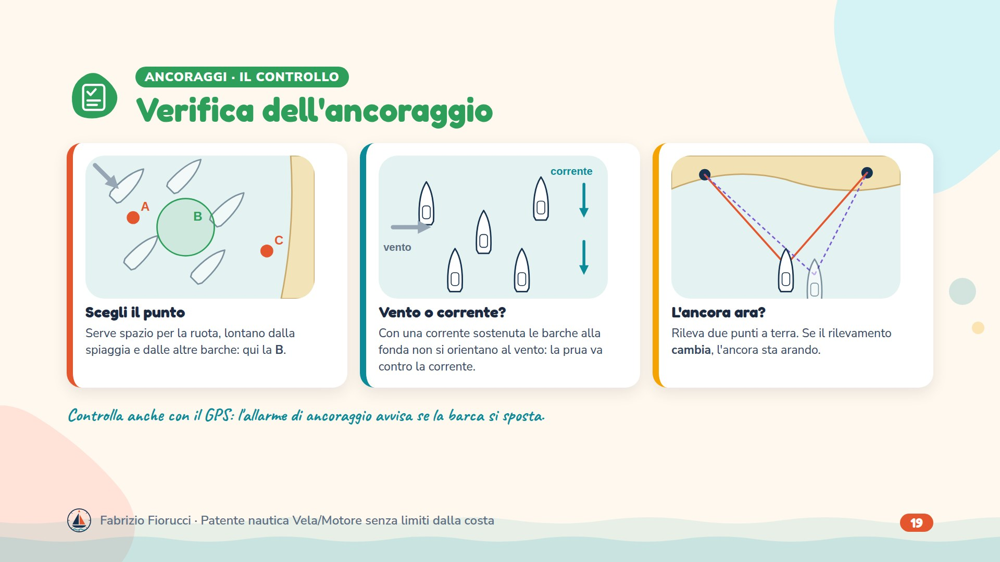 ANCORAGGI · IL CONTROLLO
Verifica dell'ancoraggio
A
B
C
Scegli il punto
Serve spazio per la ruota, lontano dalla
spiaggia e dalle altre barche: qui la B.
corrente
vento
Vento o corrente?
Con una corrente sostenuta le barche alla
fonda non si orientano al vento: la prua va
contro la corrente.
L'ancora ara?
Rileva due punti a terra. Se il rilevamento
cambia, l'ancora sta arando.
Controlla anche con il GPS: l'allarme di ancoraggio avvisa se la barca si sposta.
Fabrizio Fiorucci · Patente nautica Vela/Motore senza limiti dalla costa
19